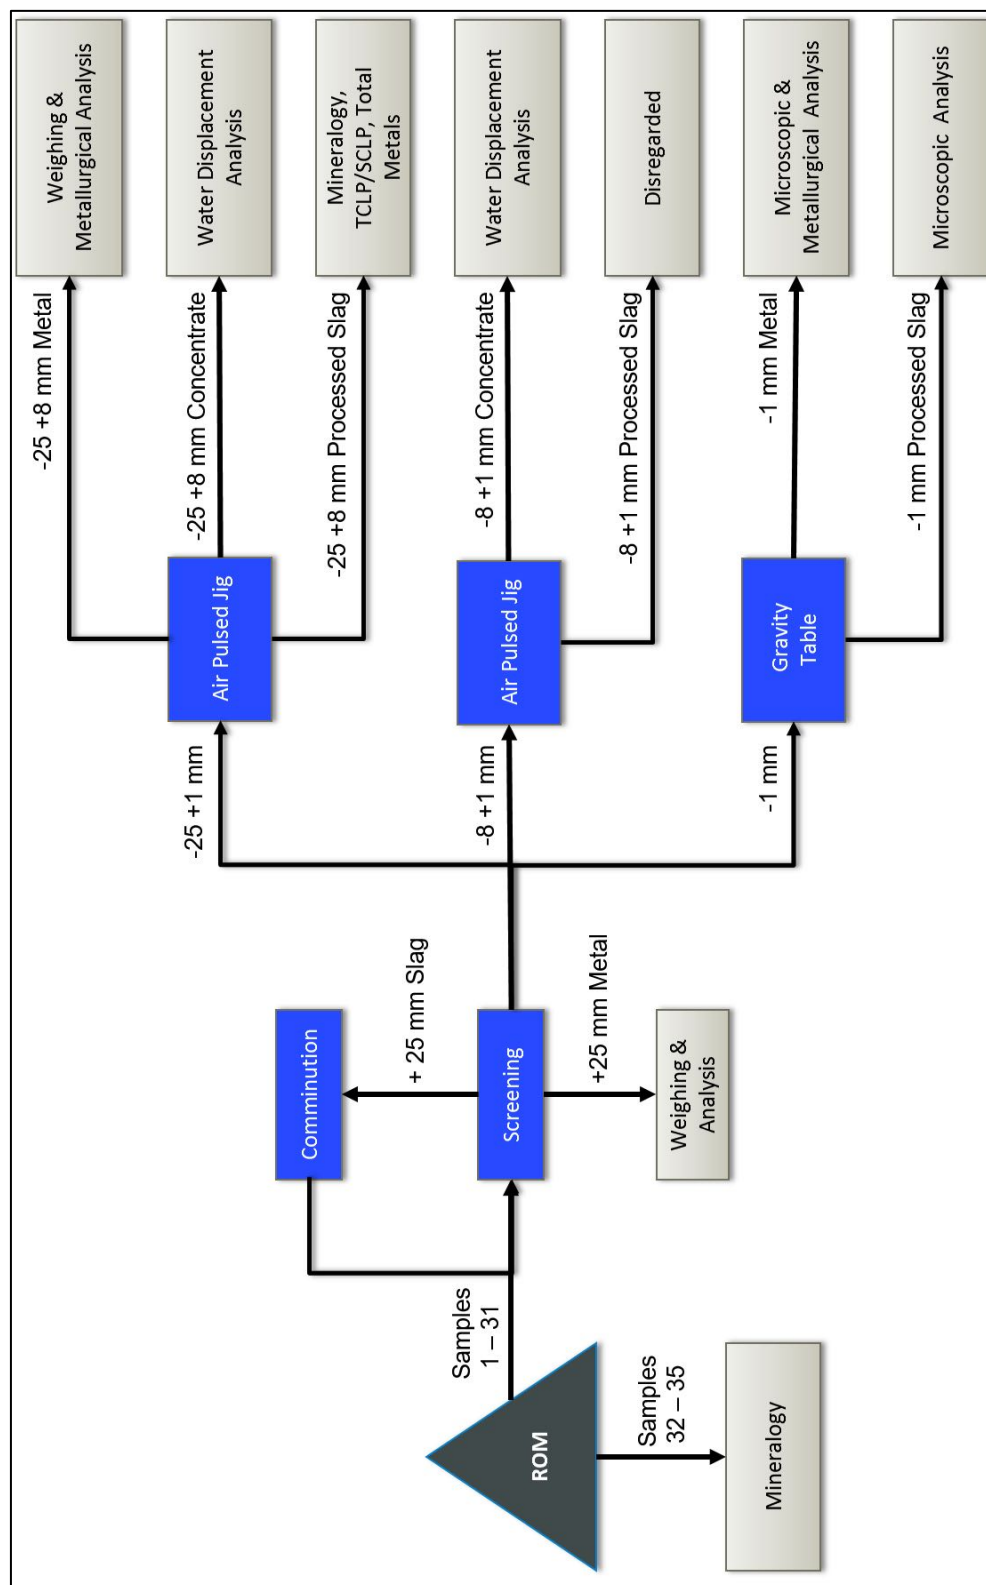 ROM
Samples
1 – 31
Samples
32 – 35
Mineralogy
Comminution
+ 25 mm Slag
Screening
+25 mm Metal
Weighing &
Analysis
-25 +1 mm
-8 +1 mm
-1 mm
Air Pulsed Jig
Air Pulsed Jig
Gravity
Table
-25 +8 mm Metal
-25 +8 mm Concentrate
-25 +8 mm Processed Slag
-8 +1 mm Concentrate
-8 +1 mm Processed Slag
-1 mm Metal
-1 mm Processed Slag
Weighing &
Metallurgical Analysis
Water Displacement
Analysis
Mineralogy,
TCLP/SCLP, Total
Metals
Water Displacement
Analysis
Disregarded
Microscopic &
Metallurgical Analysis
Microscopic Analysis